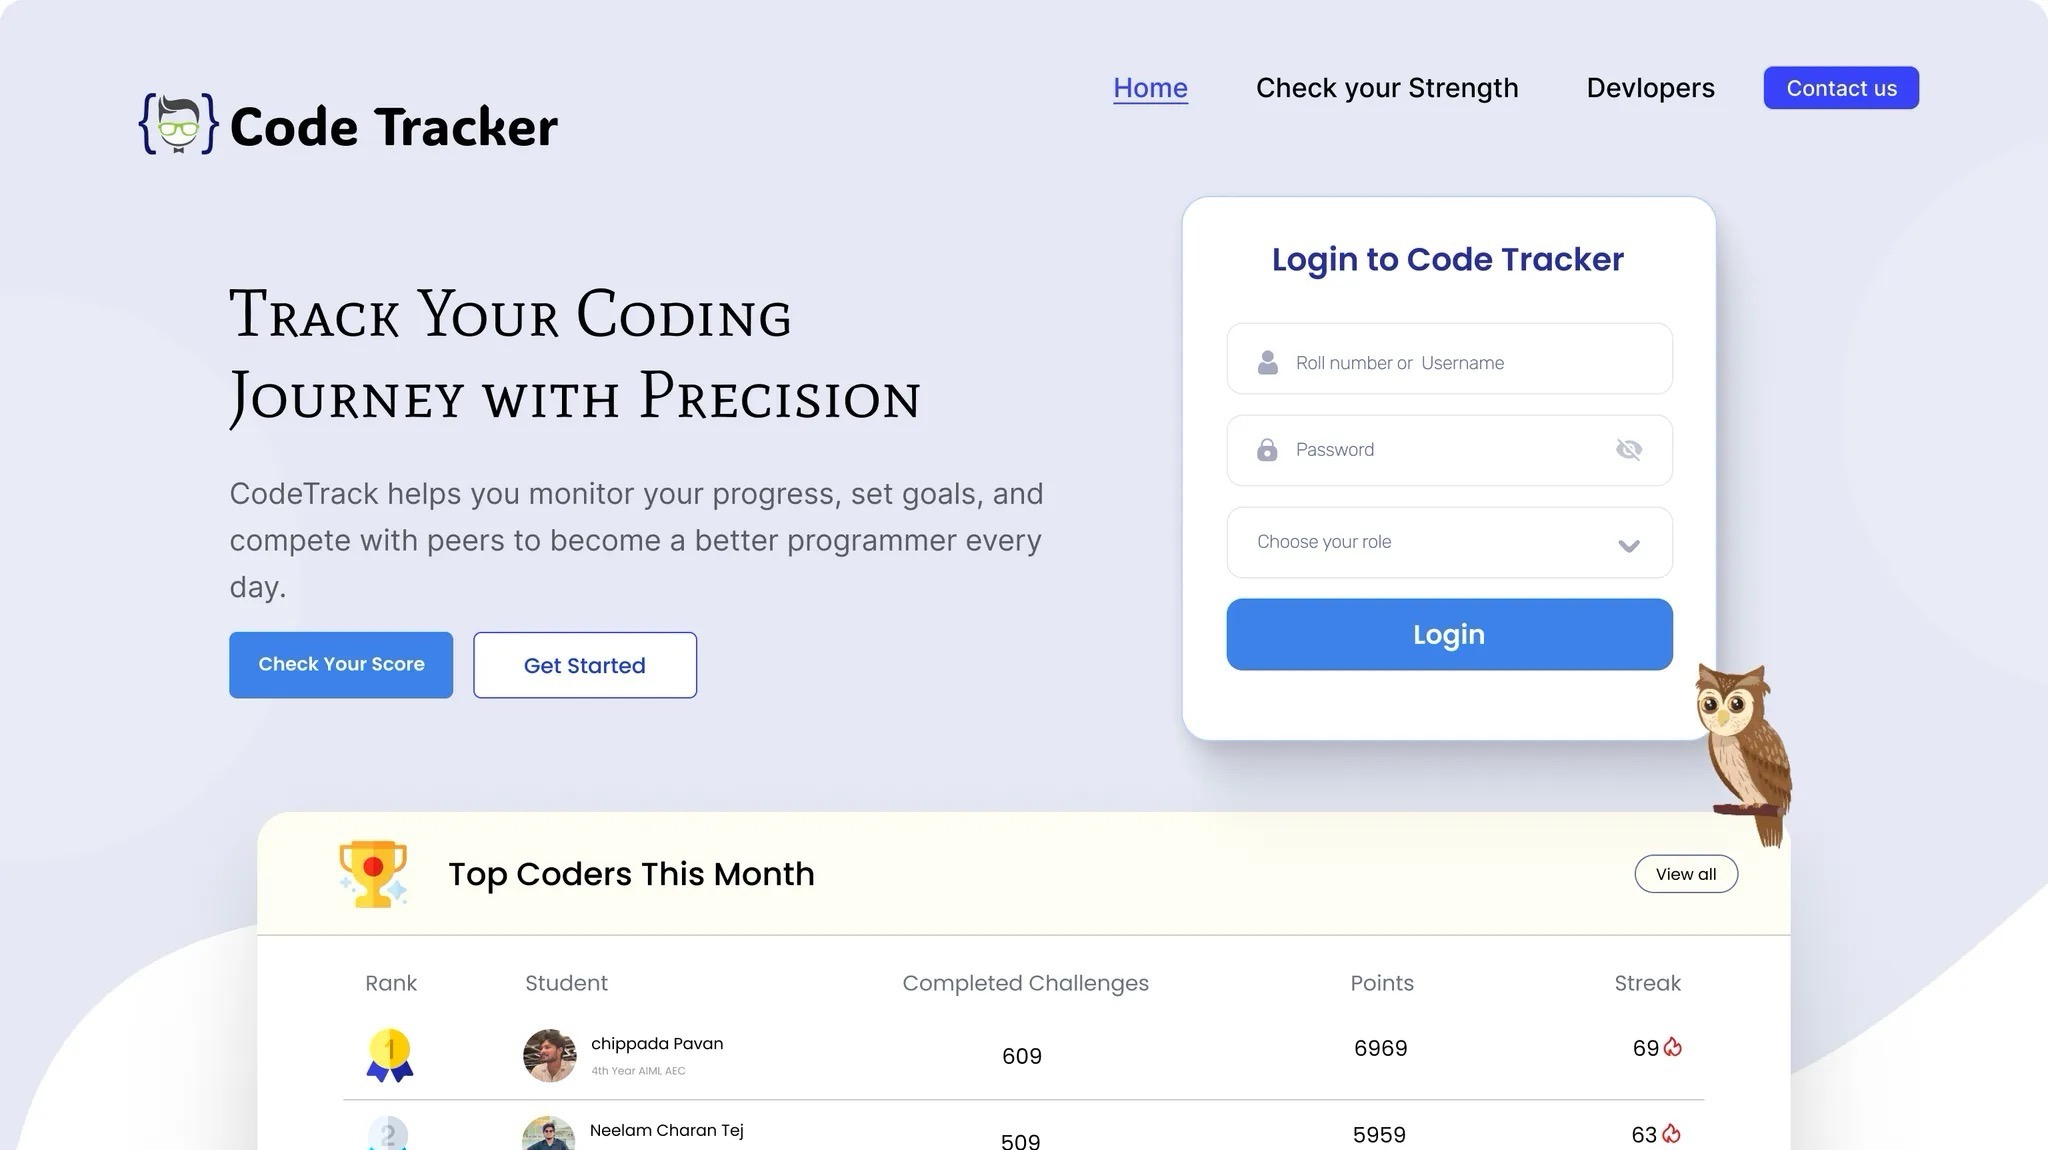 Code Tracker
Home
Check your Strength
Devlopers
Contact us
Track Your Coding
Journey with Precision
CodeTrack helps you monitor your progress, set goals, and
compete with peers to become a better programmer every
day.
Check Your Score
Get Started
Login to Code Tracker
Roll number or Username
Password
Choose your role
Login
Top Coders This Month
View all
Rank Student Completed Challenges Points Streak
1 chippada Pavan 609 6969 69
4th Year AIML AEC
2 Neelam Charan Tej 509 5959 63